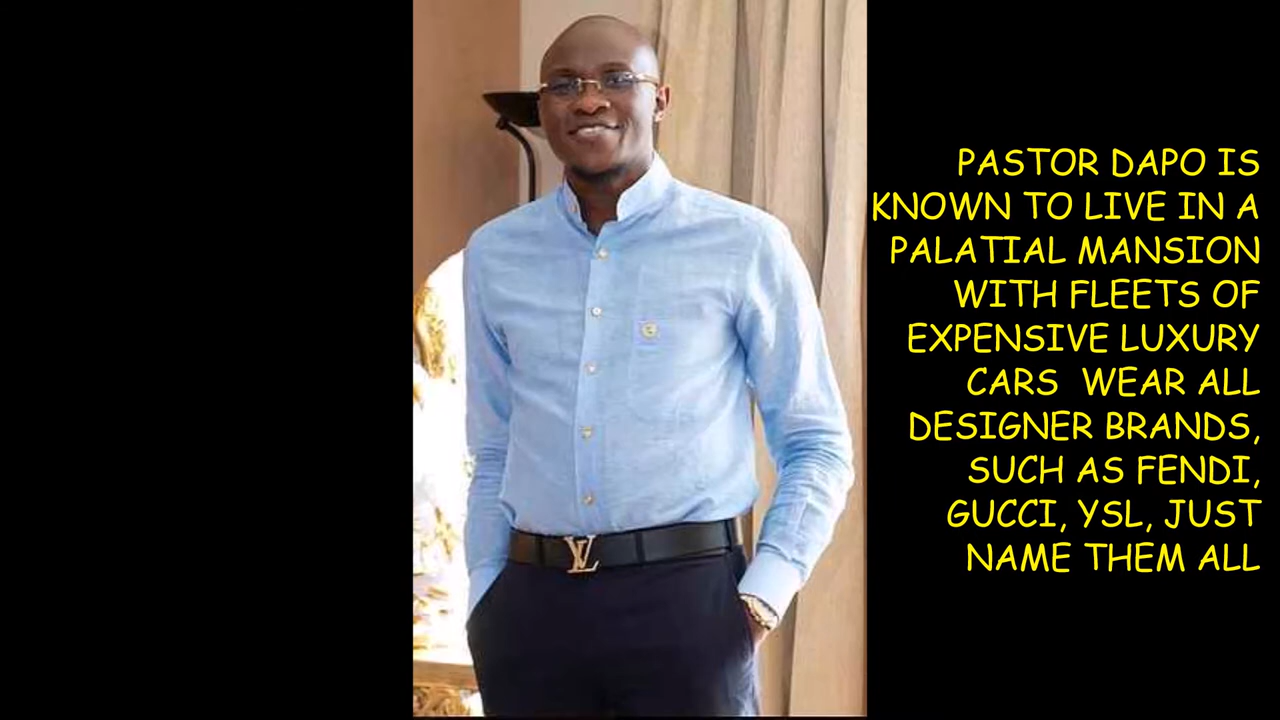 PASTOR DAPO IS
KNOWN TO LIVE IN A
PALATIAL MANSION
WITH FLEETS OF
EXPENSIVE LUXURY
CARS  WEAR ALL
DESIGNER BRANDS,
SUCH AS FENDI,
GUCCI, YSL, JUST
NAME THEM ALL
LV